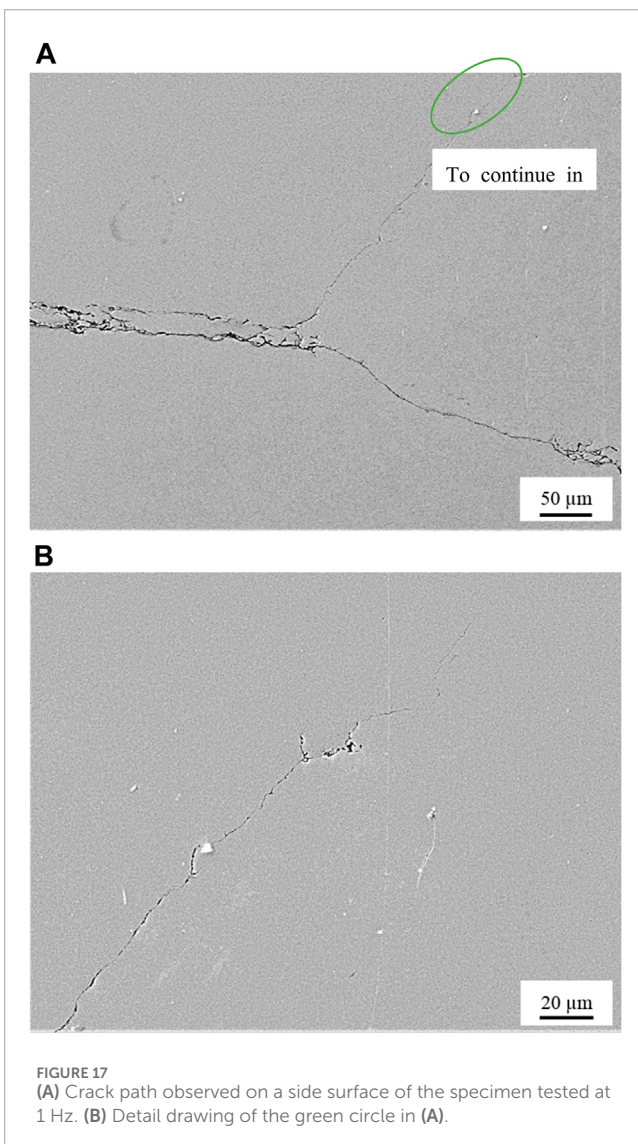 A
To continue in
50 µm
B
20 µm
FIGURE 17
(A) Crack path observed on a side surface of the specimen tested at
1 Hz. (B) Detail drawing of the green circle in (A).